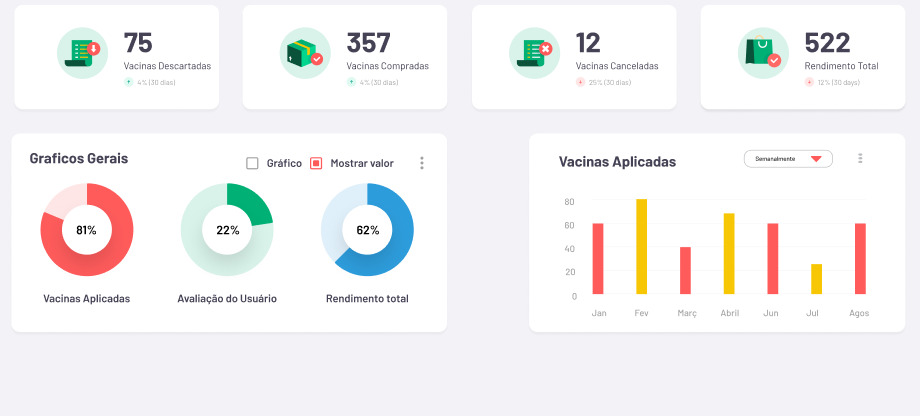 75
Vacinas Descartadas
4% (30 dias)
357
Vacinas Compradas
4% (30 dias)
12
Vacinas Canceladas
25% (30 dias)
522
Rendimento Total
12% (30 days)
Graficos Gerais
Gráfico
Mostrar valor
81%
22%
62%
Vacinas Aplicadas
Avaliação do Usuário
Rendimento total
Vacinas Aplicadas
Semanalmente
80
60
40
20
0
Jan Fev Març Abril Jun Jul Agos